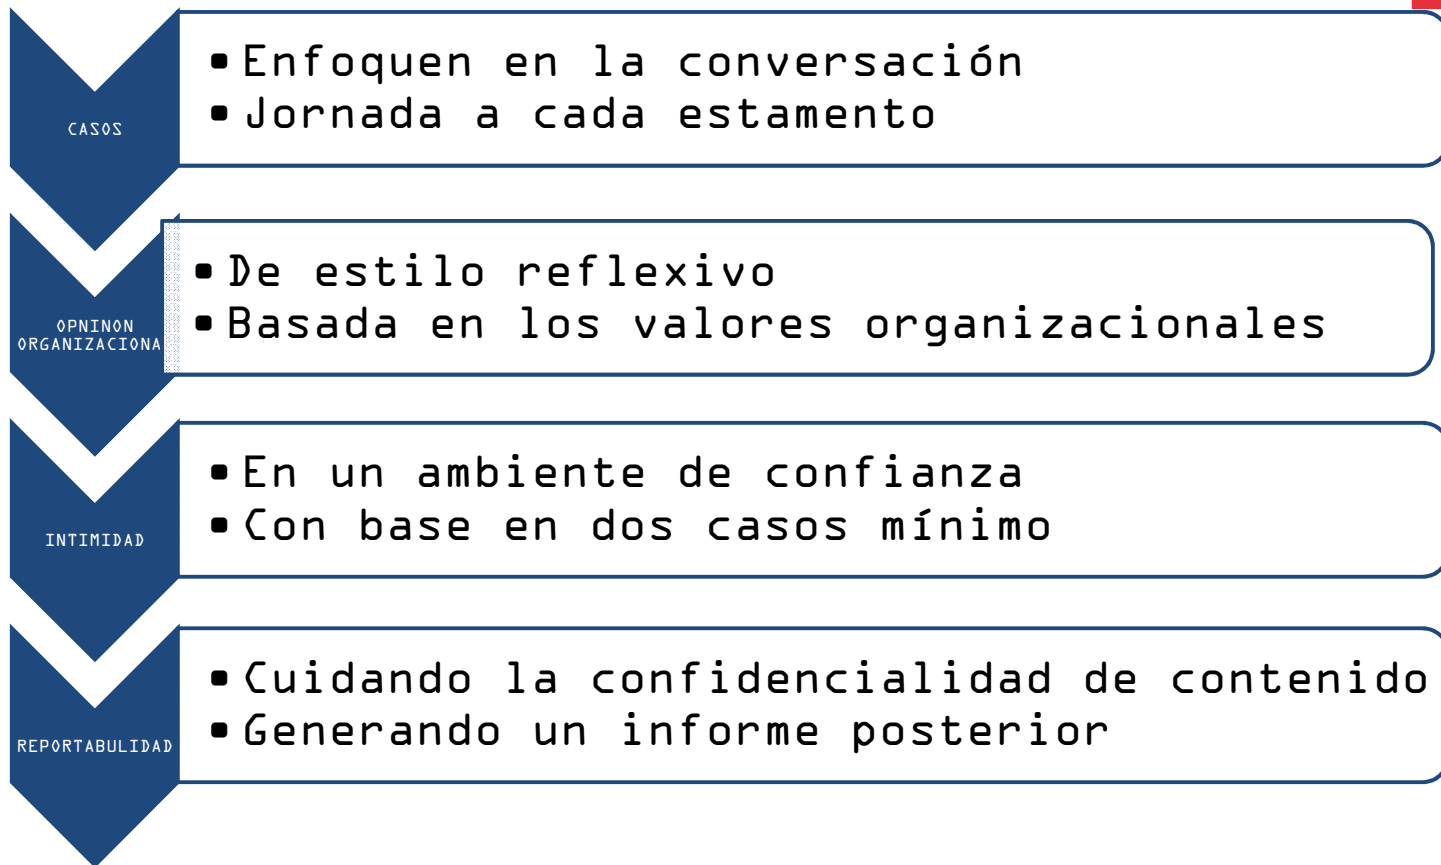 CASOS
• Enfoquen en la conversación
• Jornada a cada estamento
OPNINON
ORGANIZACIONA
• De estilo reflexivo
• Basada en los valores organizacionales
INTIMIDAD
• En un ambiente de confianza
• Con base en dos casos mínimo
REPORTABULIDAD
• Cuidando la confidencialidad de contenido
• Generando un informe posterior